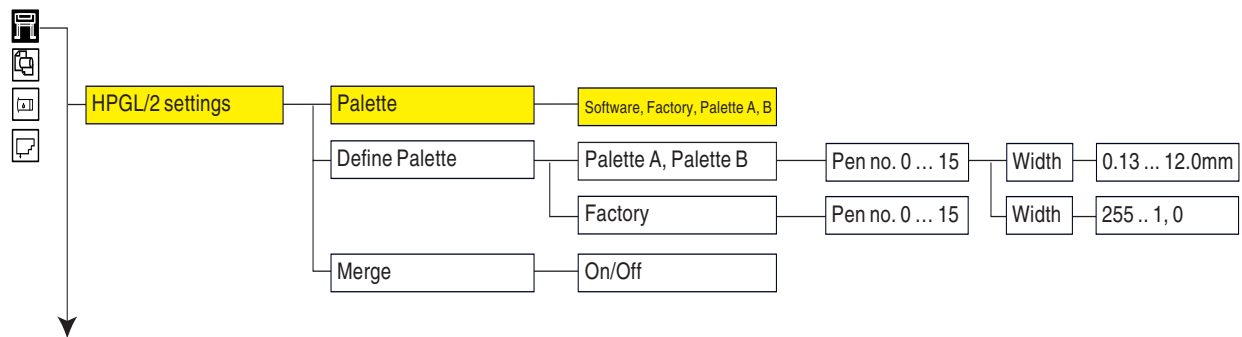 HPGL/2 settings
Palette
Software, Factory, Palette A, B
Define Palette
Palette A, Palette B
Pen no. 0 ... 15
Width
0.13 ... 12.0mm
Factory
Pen no. 0 ... 15
Width
255 .. 1, 0
Merge
On/Off